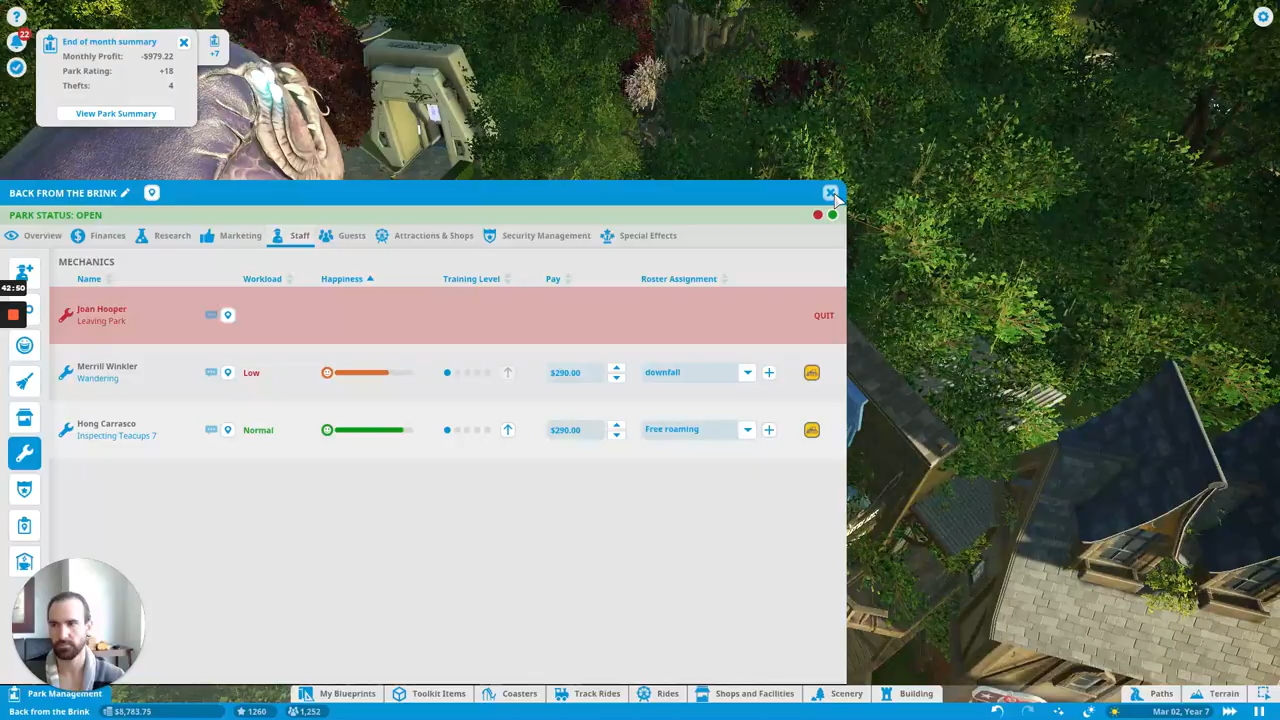 ?
22
End of month summary
Monthly Profit: -$979.22
Park Rating: +18
Thefts: 4
View Park Summary
+7
BACK FROM THE BRINK
PARK STATUS: OPEN
Overview Finances Research Marketing Staff Guests Attractions & Shops Security Management Special Effects
MECHANICS
Name Workload Happiness Training Level Pay Roster Assignment
42:50
Joan Hooper
Leaving Park
QUIT
Merrill Winkler
Wandering
Low $290.00 downfall
Hong Carrasco
Inspecting Teacups 7
Normal $290.00 Free roaming
Park Management My Blueprints Toolkit Items Coasters Track Rides Rides Shops and Facilities Scenery Building Paths Terrain
Back from the Brink $8,783.75 1260 1,252 Mar 02, Year 7